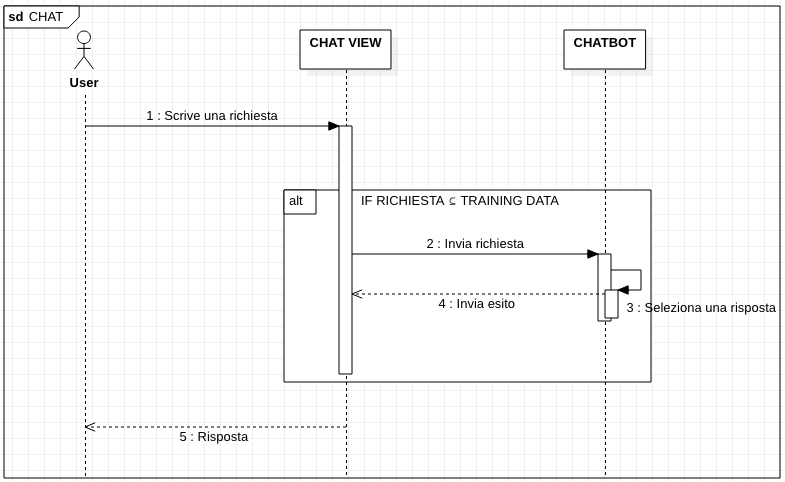 sd CHAT
User
CHAT VIEW
CHATBOT
1 : Scrive una richiesta
alt
IF RICHIESTA ⊆ TRAINING DATA
2 : Invia richiesta
4 : Invia esito
3 : Seleziona una risposta
5 : Risposta